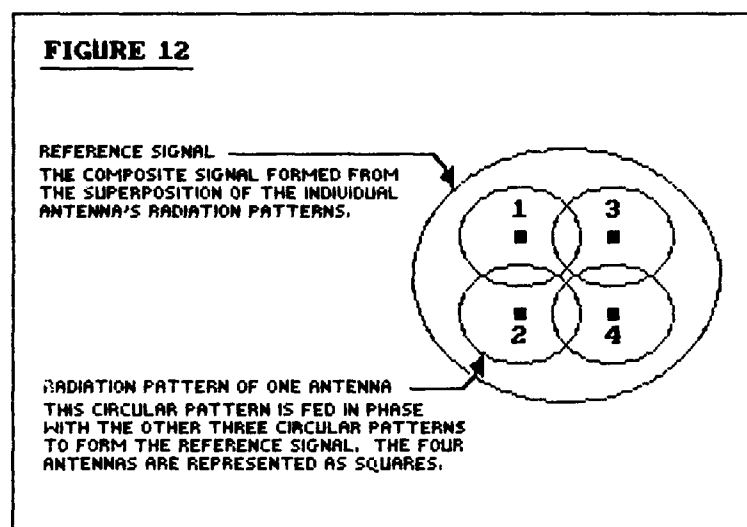 FIGURE 12
REFERENCE SIGNAL
THE COMPOSITE SIGNAL FORMED FROM
THE SUPERPOSITION OF THE INDIVIDUAL
ANTENNA'S RADIATION PATTERNS.
1 3
2 4
RADIATION PATTERN OF ONE ANTENNA
THIS CIRCULAR PATTERN IS FED IN PHASE
WITH THE OTHER THREE CIRCULAR PATTERNS
TO FORM THE REFERENCE SIGNAL. THE FOUR
ANTENNAS ARE REPRESENTED AS SQUARES.